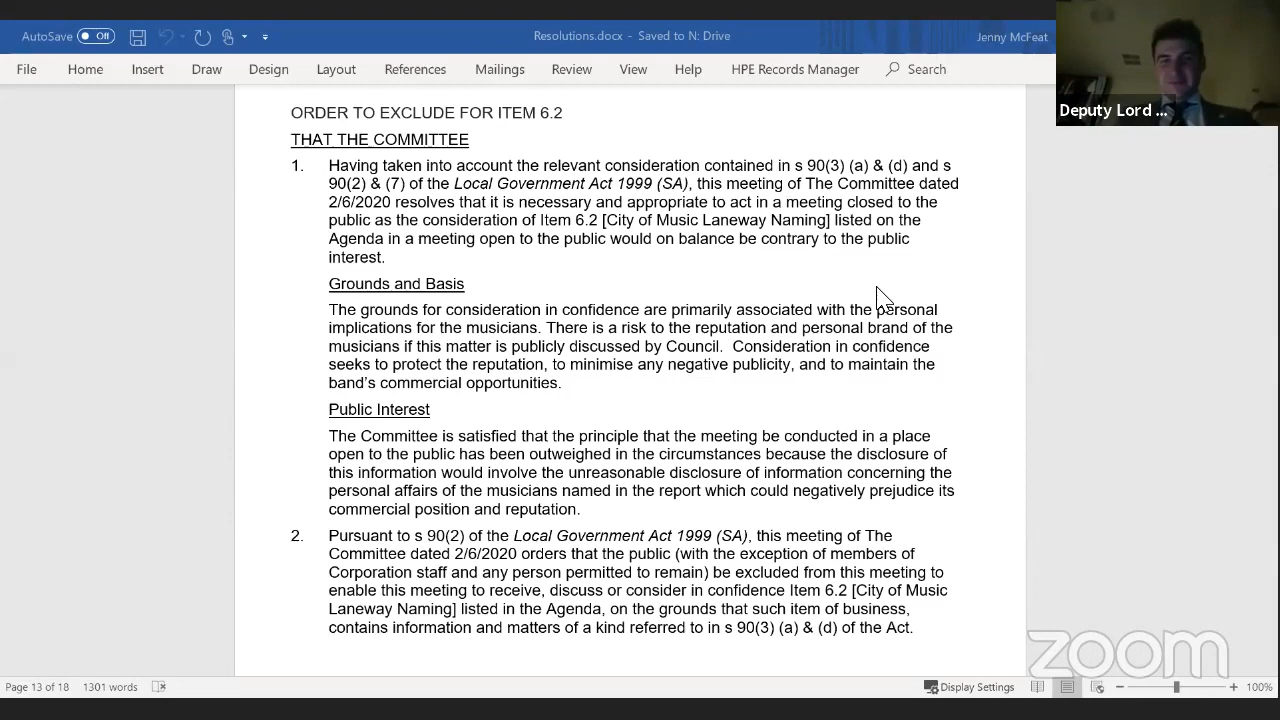 AutoSave Off Resolutions.docx - Saved to N: Drive Jenny McFeat
File Home Insert Draw Design Layout References Mailings Review View Help HPE Records Manager Search
Deputy Lord ...
ORDER TO EXCLUDE FOR ITEM 6.2
THAT THE COMMITTEE
1. Having taken into account the relevant consideration contained in s 90(3) (a) & (d) and s
90(2) & (7) of the Local Government Act 1999 (SA), this meeting of The Committee dated
2/6/2020 resolves that it is necessary and appropriate to act in a meeting closed to the
public as the consideration of Item 6.2 [City of Music Laneway Naming] listed on the
Agenda in a meeting open to the public would on balance be contrary to the public
interest.
Grounds and Basis
The grounds for consideration in confidence are primarily associated with the personal
implications for the musicians. There is a risk to the reputation and personal brand of the
musicians if this matter is publicly discussed by Council. Consideration in confidence
seeks to protect the reputation, to minimise any negative publicity, and to maintain the
band's commercial opportunities.
Public Interest
The Committee is satisfied that the principle that the meeting be conducted in a place
open to the public has been outweighed in the circumstances because the disclosure of
this information would involve the unreasonable disclosure of information concerning the
personal affairs of the musicians named in the report which could negatively prejudice its
commercial position and reputation.
2. Pursuant to s 90(2) of the Local Government Act 1999 (SA), this meeting of The
Committee dated 2/6/2020 orders that the public (with the exception of members of
Corporation staff and any person permitted to remain) be excluded from this meeting to
enable this meeting to receive, discuss or consider in confidence Item 6.2 [City of Music
Laneway Naming] listed in the Agenda, on the grounds that such item of business,
contains information and matters of a kind referred to in s 90(3) (a) & (d) of the Act.
zoom
Page 13 of 18 1301 words Display Settings 100%